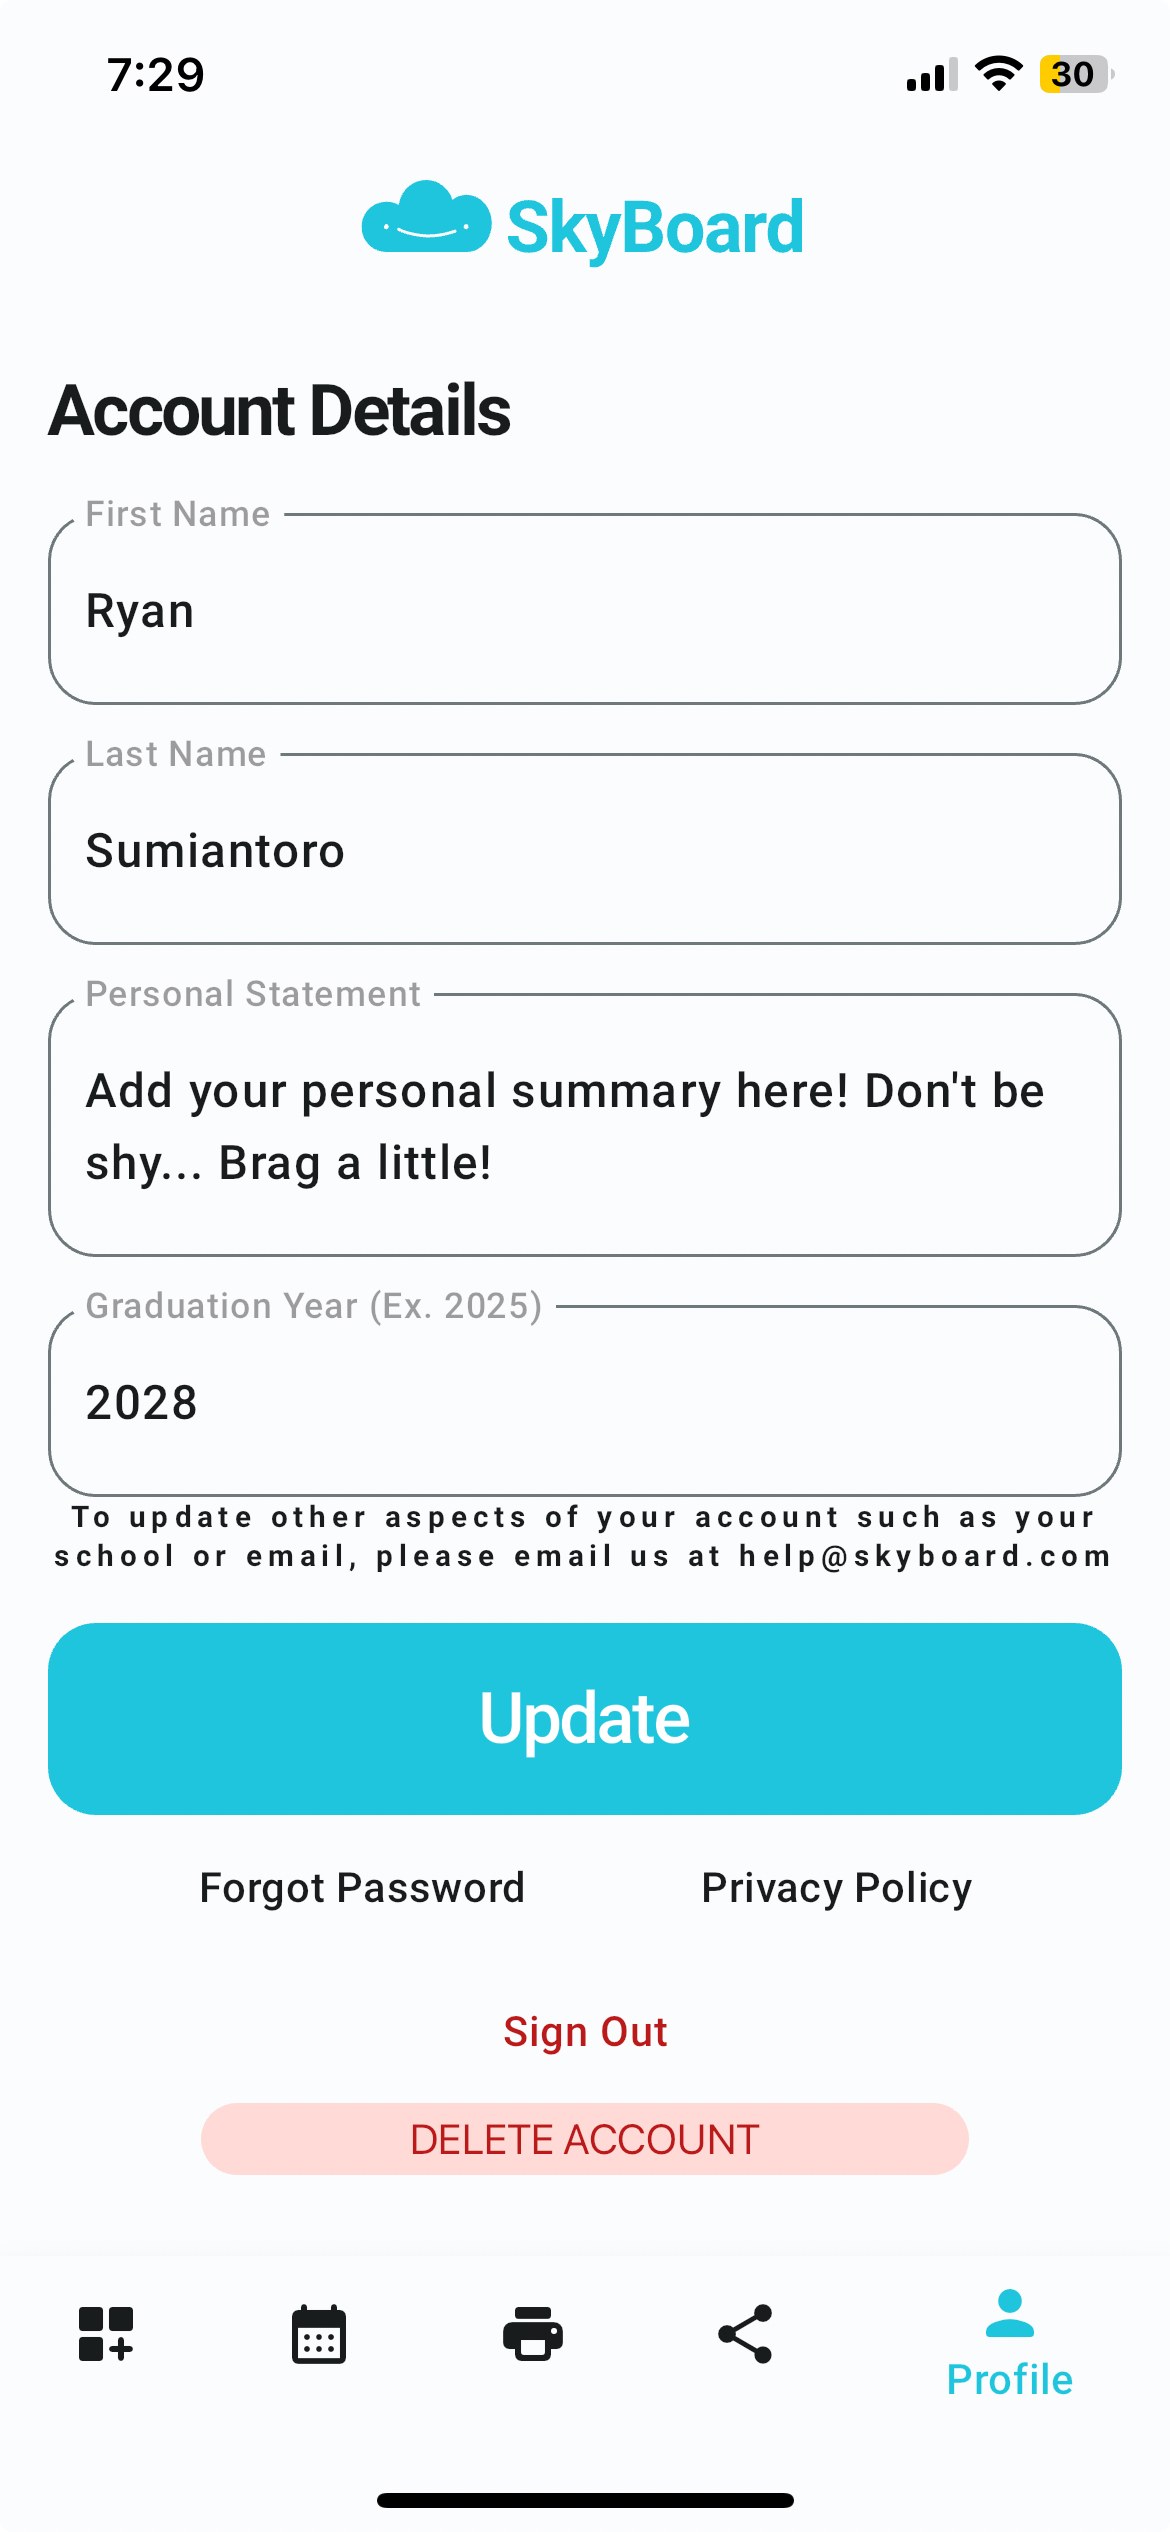 7:29
30
SkyBoard
Account Details
First Name
Ryan
Last Name
Sumiantoro
Personal Statement
Add your personal summary here! Don't be
shy... Brag a little!
Graduation Year (Ex. 2025)
2028
To update other aspects of your account such as your
school or email, please email us at help@skyboard.com
Update
Forgot Password
Privacy Policy
Sign Out
DELETE ACCOUNT
Profile